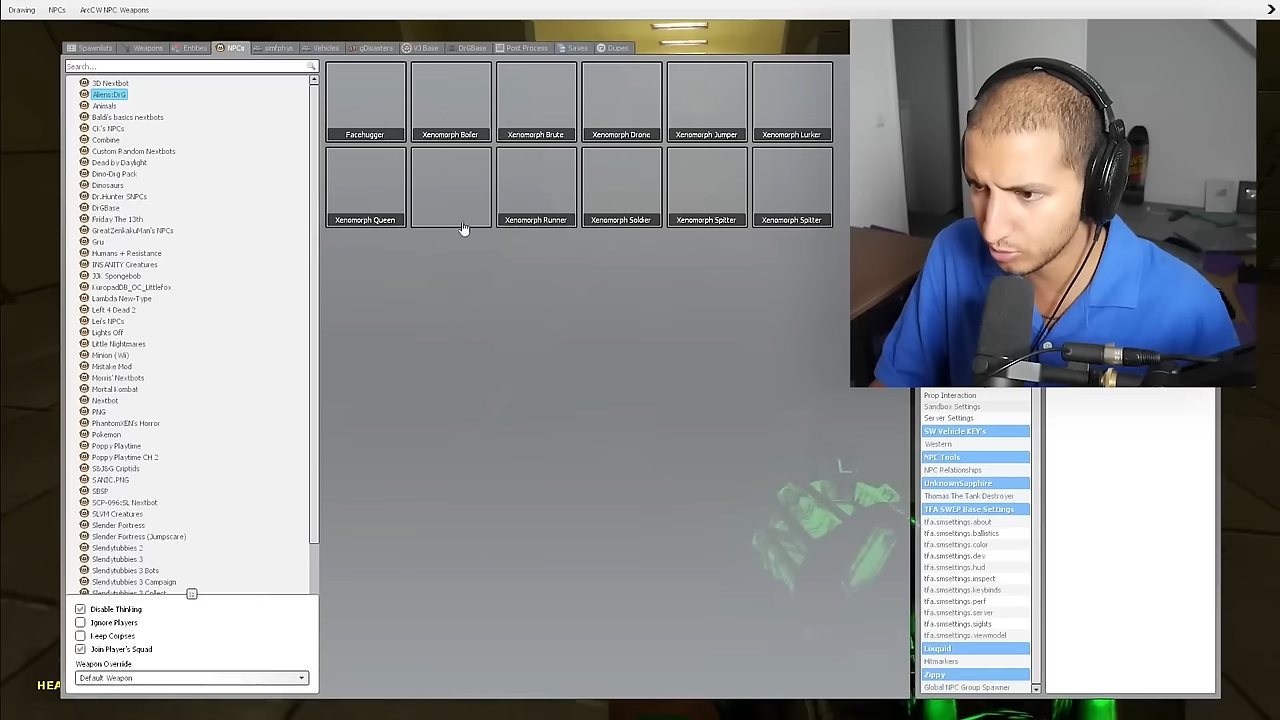 Drawing NPCs ArcCW NPC Weapons
Spawnlists Weapons Entities NPCs simfphys Vehicles gDisasters VJ Base DrGBase Post Process Saves Dupes
Search...
3D Nextbot
Aliens:DrG
Animals
Baldi's basics nextbots
CK's NPCs
Combine
Custom Random Nextbots
Dead by Daylight
Dino-Drg Pack
Dinosaurs
Dr.Hunter SNPCs
DrGBase
Friday The 13th
GreatZenkakuMan's NPCs
Gru
Humans + Resistance
INSANITY Creatures
JJK Spongebob
KuropadDB_OC_Littlefox
Lambda New-Type
Left 4 Dead 2
Lei's NPCs
Lights Off
Little Nightmares
Minion (Wii)
Mistake Mod
Morris' Nextbots
Mortal Kombat
Nextbot
PNG
PhantomXEN's Horror
Pokemon
Poppy Playtime
Poppy Playtime CH 2
S&J&G Criptids
SANIC.PNG
SBSP
SCP-096:SL Nextbot
SLVM Creatures
Slender Fortress
Slender Fortress (Jumpscare)
Slendytubbies 2
Slendytubbies 3
Slendytubbies 3 Bots
Slendytubbies 3 Campaign
Slendytubbies 3 Collect
Disable Thinking
Ignore Players
Keep Corpses
Join Player's Squad
Weapon Override
Default Weapon
HEA
Facehugger Xenomorph Boiler Xenomorph Brute Xenomorph Drone Xenomorph Jumper Xenomorph Lurker
Xenomorph Queen Xenomorph Runner Xenomorph Soldier Xenomorph Spitter Xenomorph Spitter
Prop Interaction
Sandbox Settings
Server Settings
SW Vehicle KEY's
Western
NPC Tools
NPC Relationships
UnknownSapphire
Thomas The Tank Destroyer
TFA SWEP Base Settings
tfa.smsettings.about
tfa.smsettings.ballistics
tfa.smsettings.color
tfa.smsettings.dev
tfa.smsettings.hud
tfa.smsettings.inspect
tfa.smsettings.keybinds
tfa.smsettings.perf
tfa.smsettings.server
tfa.smsettings.sights
tfa.smsettings.viewmodel
Lixquid
Hitmarkers
Zippy
Global NPC Group Spawner